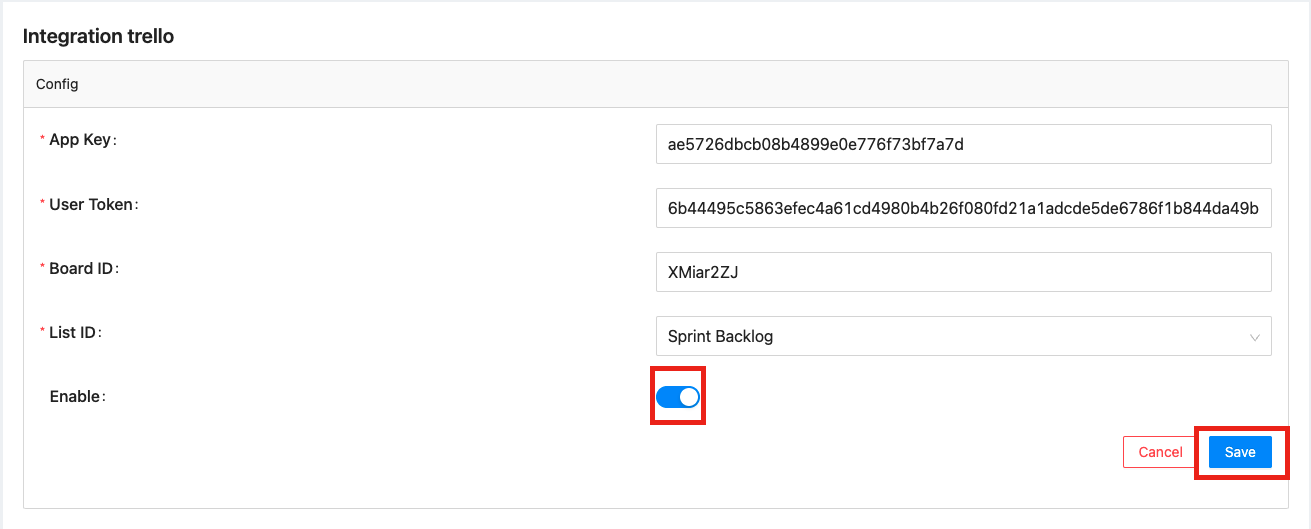 Integration trello
Config
* App Key: ae5726dbcb08b4899e0e776f73bf7a7d
* User Token: 6b44495c5863efec4a61cd4980b4b26f080fd21a1adcde5de6786f1b844da49b
* Board ID: XMiar2ZJ
* List ID: Sprint Backlog
Enable:
Cancel Save